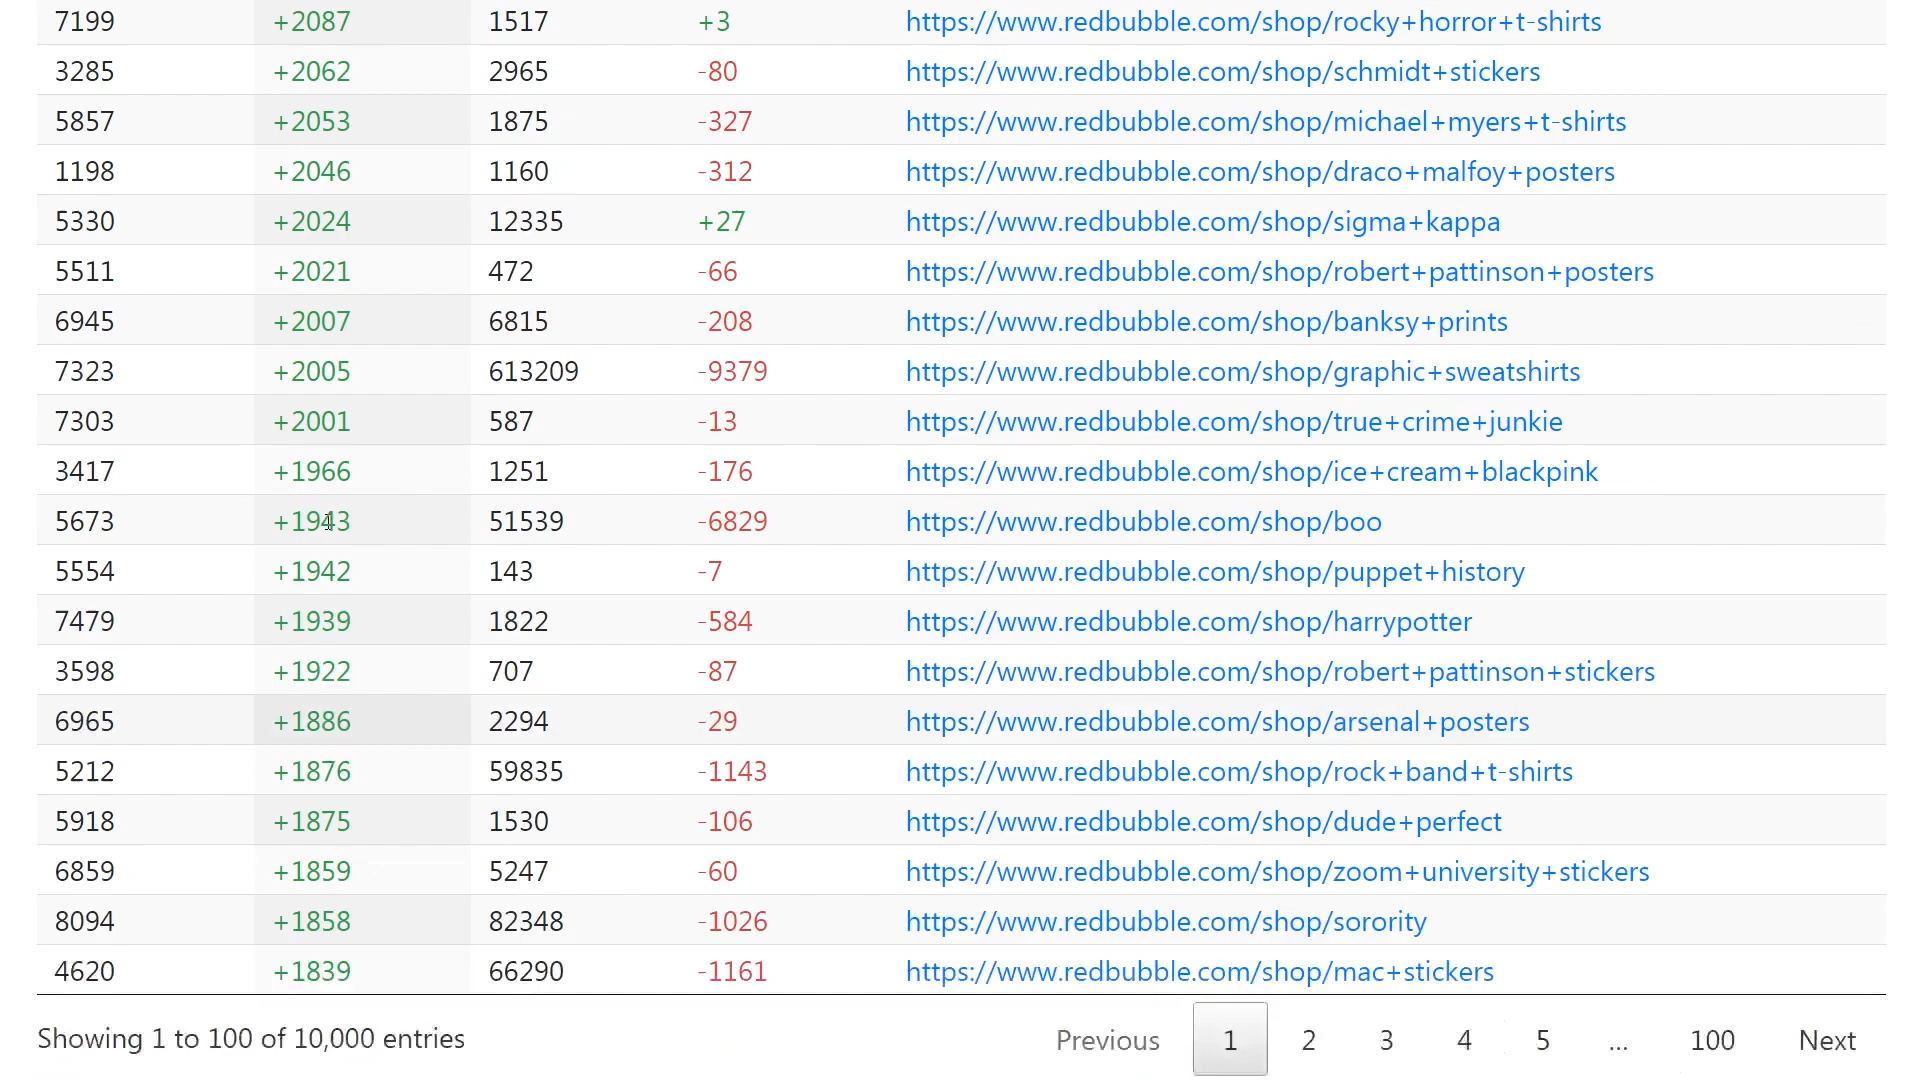 7199 +2087 1517 +3 https://www.redbubble.com/shop/rocky+horror+t-shirts
3285 +2062 2965 -80 https://www.redbubble.com/shop/schmidt+stickers
5857 +2053 1875 -327 https://www.redbubble.com/shop/michael+myers+t-shirts
1198 +2046 1160 -312 https://www.redbubble.com/shop/draco+malfoy+posters
5330 +2024 12335 +27 https://www.redbubble.com/shop/sigma+kappa
5511 +2021 472 -66 https://www.redbubble.com/shop/robert+pattinson+posters
6945 +2007 6815 -208 https://www.redbubble.com/shop/banksy+prints
7323 +2005 613209 -9379 https://www.redbubble.com/shop/graphic+sweatshirts
7303 +2001 587 -13 https://www.redbubble.com/shop/true+crime+junkie
3417 +1966 1251 -176 https://www.redbubble.com/shop/ice+cream+blackpink
5673 +1943 51539 -6829 https://www.redbubble.com/shop/boo
5554 +1942 143 -7 https://www.redbubble.com/shop/puppet+history
7479 +1939 1822 -584 https://www.redbubble.com/shop/harrypotter
3598 +1922 707 -87 https://www.redbubble.com/shop/robert+pattinson+stickers
6965 +1886 2294 -29 https://www.redbubble.com/shop/arsenal+posters
5212 +1876 59835 -1143 https://www.redbubble.com/shop/rock+band+t-shirts
5918 +1875 1530 -106 https://www.redbubble.com/shop/dude+perfect
6859 +1859 5247 -60 https://www.redbubble.com/shop/zoom+university+stickers
8094 +1858 82348 -1026 https://www.redbubble.com/shop/sorority
4620 +1839 66290 -1161 https://www.redbubble.com/shop/mac+stickers
Showing 1 to 100 of 10,000 entries Previous 1 2 3 4 5 ... 100 Next